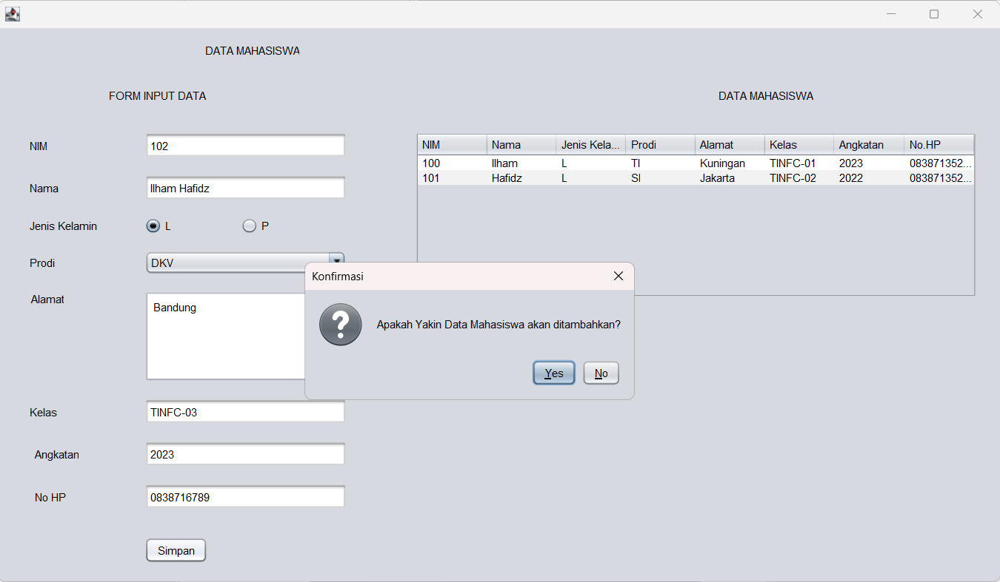 DATA MAHASISWA
FORM INPUT DATA
DATA MAHASISWA
NIM 102
Nama Ilham Hafidz
Jenis Kelamin L P
Prodi DKV
Alamat Bandung
Kelas TINFC-03
Angkatan 2023
No HP 0838716789
Simpan
NIM Nama Jenis Kela... Prodi Alamat Kelas Angkatan No.HP
100 Ilham L TI Kuningan TINFC-01 2023 083871352...
101 Hafidz L SI Jakarta TINFC-02 2022 083871352...
Konfirmasi
?
Apakah Yakin Data Mahasiswa akan ditambahkan?
Yes No